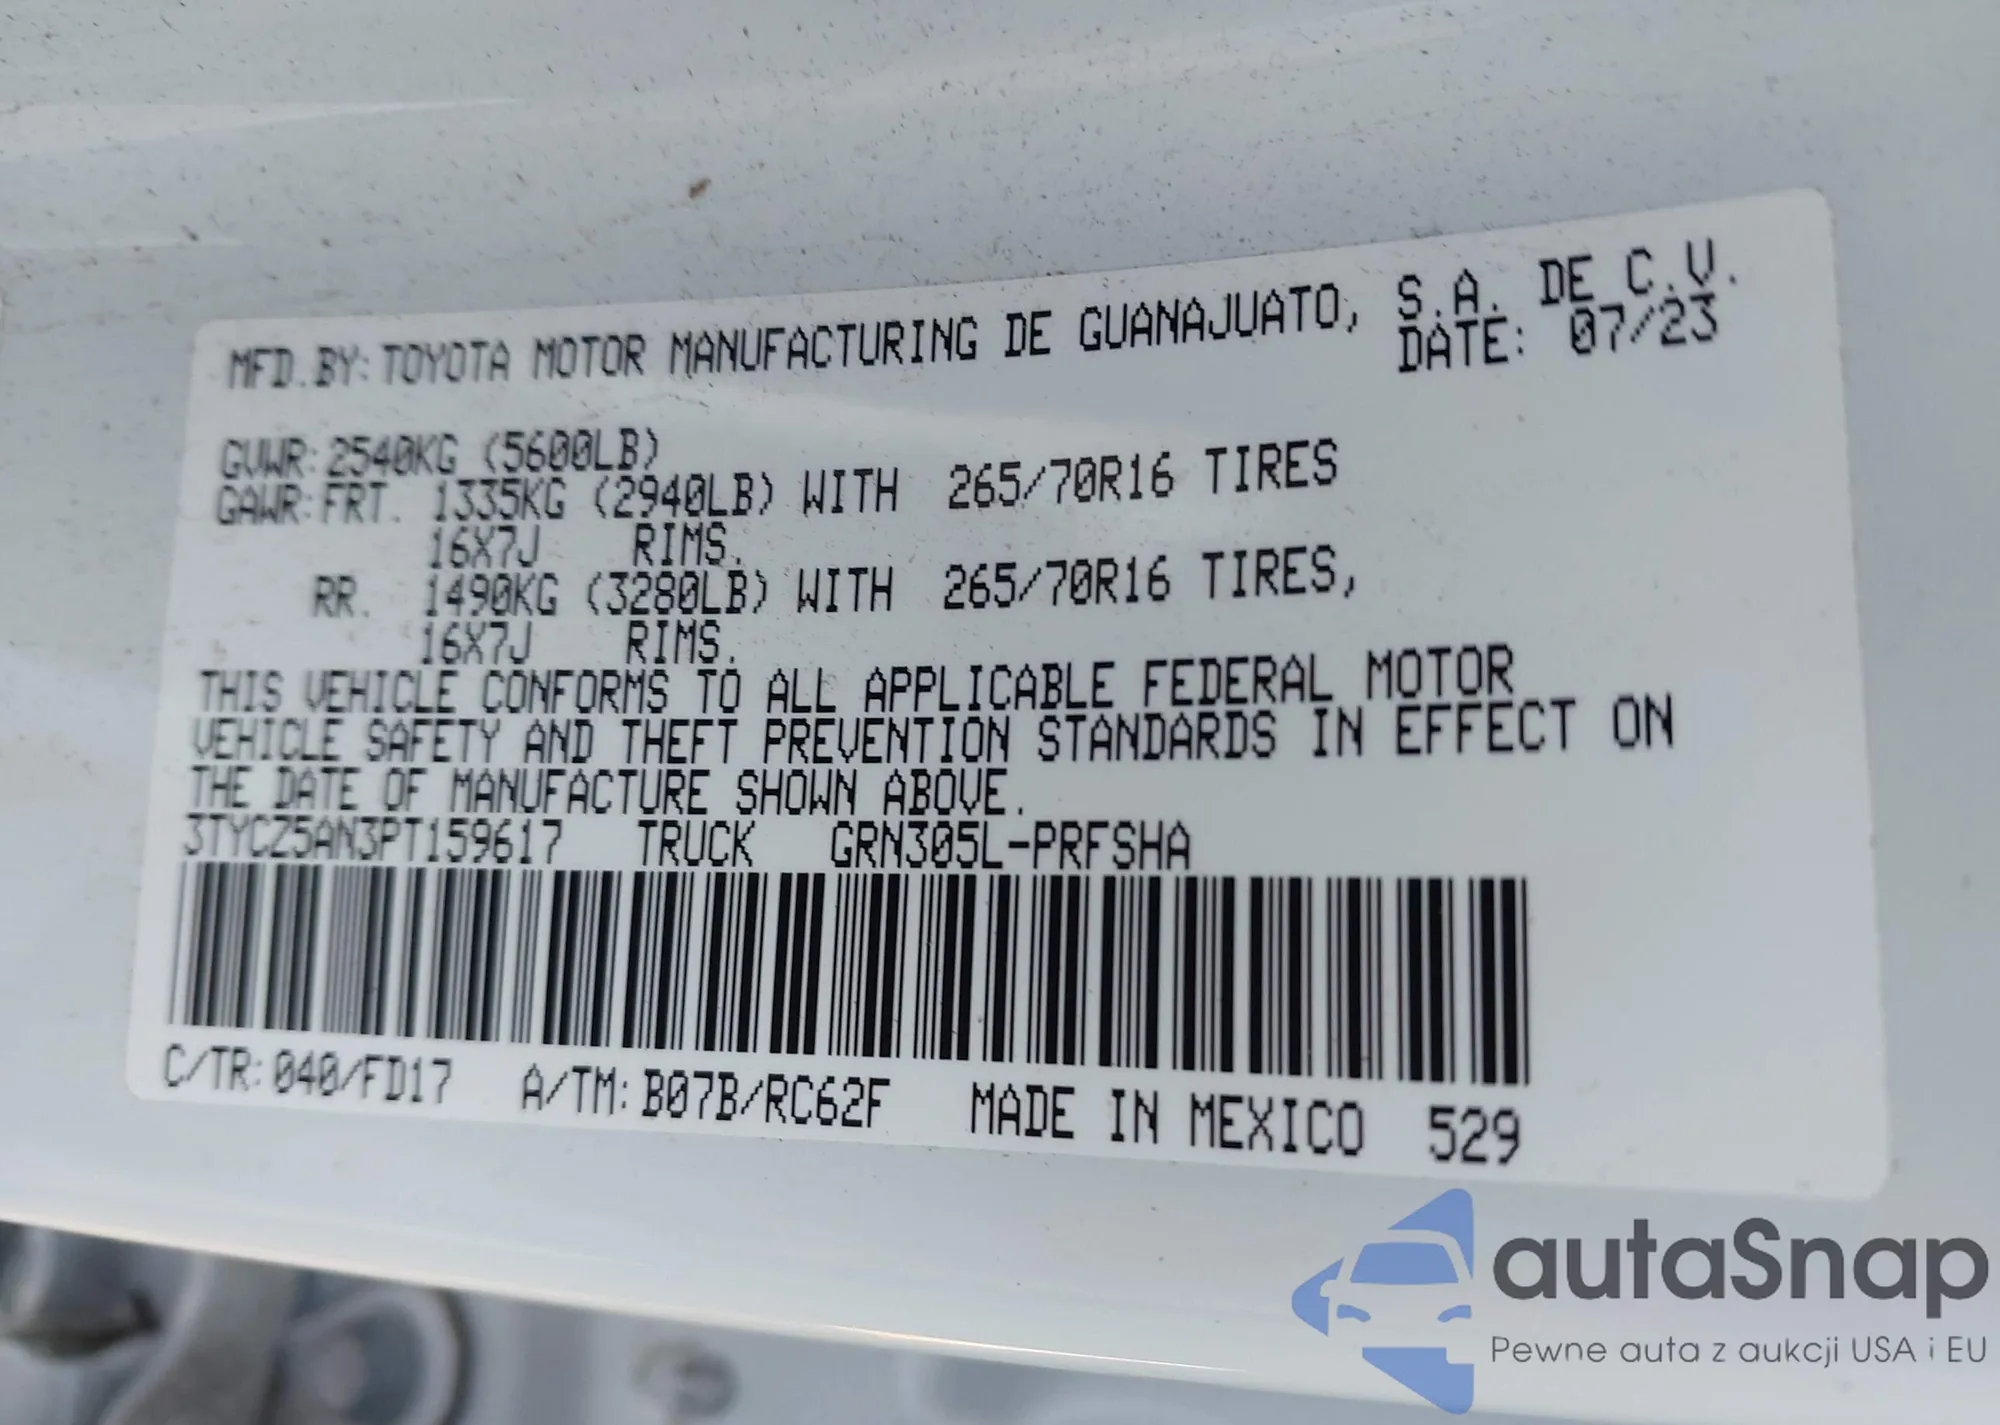 MFD.BY:TOYOTA MOTOR MANUFACTURING DE GUANAJUATO, S.A. DE C.V.
DATE: 07/23
GVWR:2540KG (5600LB)
GAWR:FRT. 1335KG (2940LB) WITH 265/70R16 TIRES
16X7J RIMS.
RR. 1490KG (3280LB) WITH 265/70R16 TIRES,
16X7J RIMS.
THIS VEHICLE CONFORMS TO ALL APPLICABLE FEDERAL MOTOR
VEHICLE SAFETY AND THEFT PREVENTION STANDARDS IN EFFECT ON
THE DATE OF MANUFACTURE SHOWN ABOVE.
3TYCZ5AN3PT159617 TRUCK GRN305L-PRFSHA
C/TR:040/FD17 A/TM:B07B/RC62F MADE IN MEXICO 529
autaSnap
Pewne auta z aukcji USA i EU